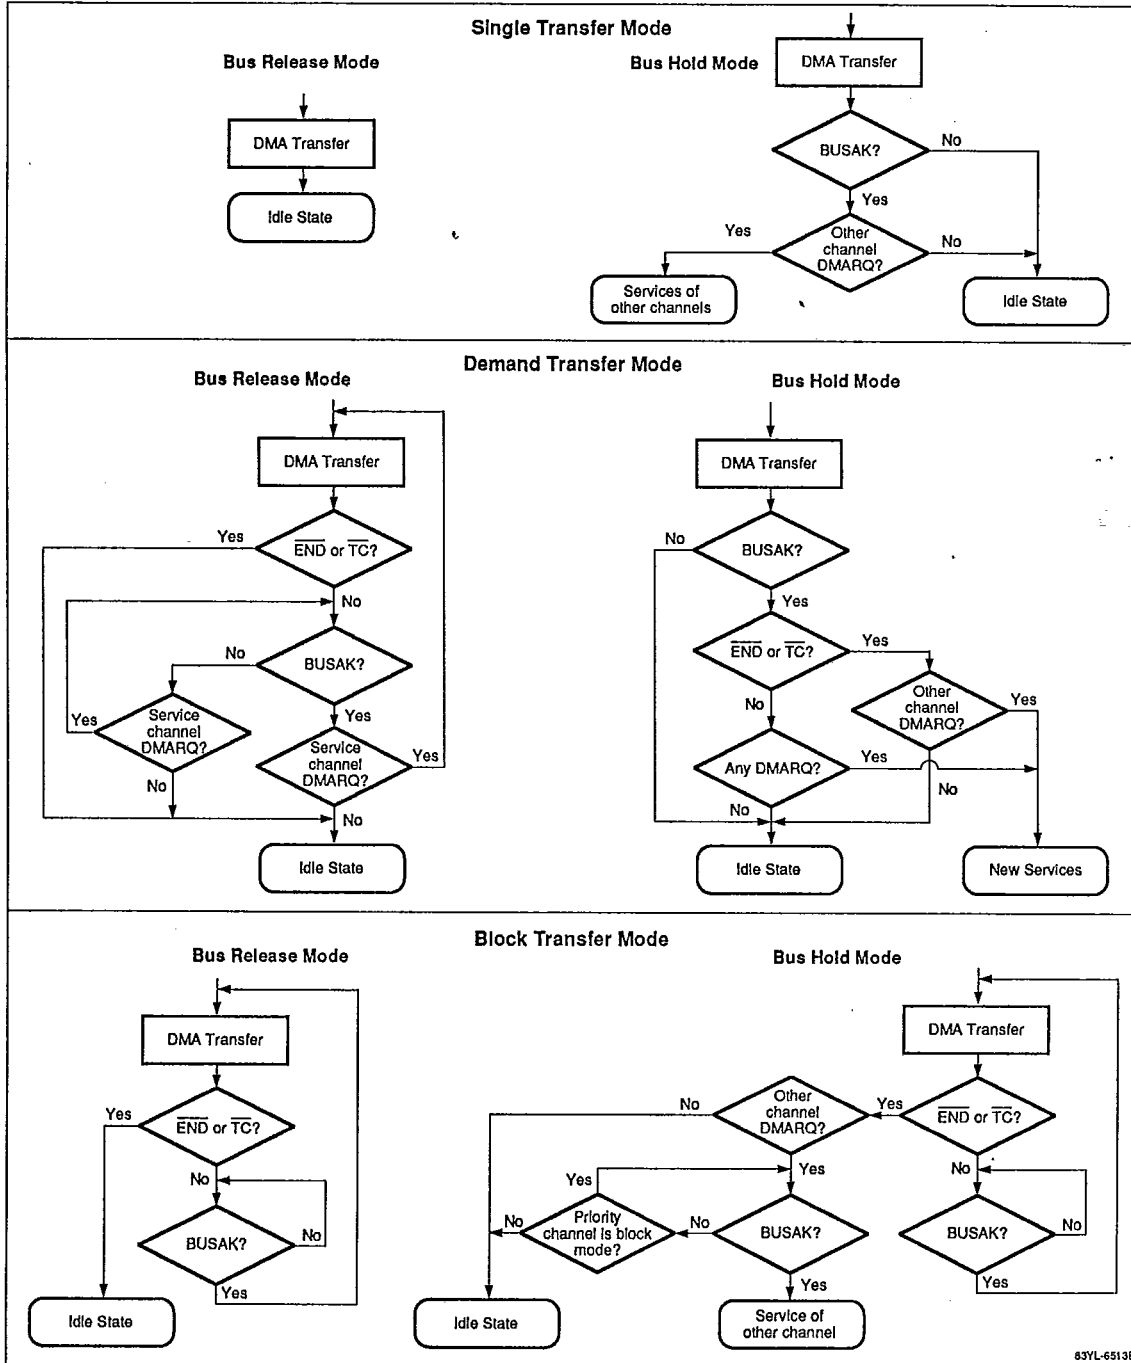 Single Transfer Mode
Bus Release Mode
DMA Transfer
Idle State
Bus Hold Mode
DMA Transfer
BUSAK?
No
Yes
Other
channel
DMARQ?
Yes
No
Services of
other channels
Idle State
Demand Transfer Mode
Bus Release Mode
DMA Transfer
END or TC?
Yes
No
BUSAK?
No
Yes
Service
channel
DMARQ?
Yes
No
Service
channel
DMARQ?
Yes
No
Idle State
Bus Hold Mode
DMA Transfer
BUSAK?
No
Yes
END or TC?
Yes
No
Other
channel
DMARQ?
Yes
No
Any DMARQ?
Yes
No
Idle State
New Services
Block Transfer Mode
Bus Release Mode
DMA Transfer
END or TC?
Yes
No
BUSAK?
No
Yes
Idle State
Bus Hold Mode
DMA Transfer
END or TC?
Yes
No
BUSAK?
No
Yes
Other
channel
DMARQ?
No
Yes
BUSAK?
No
Yes
Priority
channel is block
mode?
Yes
No
Idle State
Service of
other channel